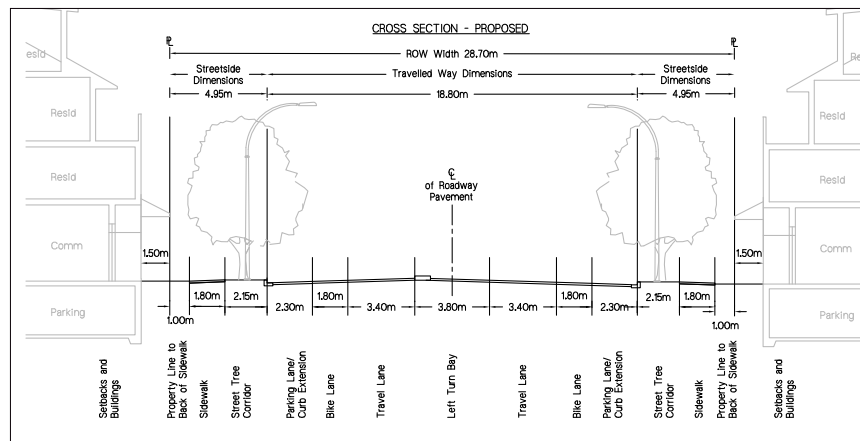 CROSS SECTION - PROPOSED
PL
PL
ROW Width 28.70m
Streetside
Dimensions
Travelled Way Dimensions
Streetside
Dimensions
4.95m
18.80m
4.95m
Resid
Resid
Resid
Resid
Resid
Resid
CL
of Roadway
Pavement
Comm
Comm
1.50m
1.50m
1.80m
2.15m
2.30m
1.80m
3.40m
3.80m
3.40m
1.80m
2.30m
2.15m
1.80m
1.00m
1.00m
Parking
Parking
Setbacks and
Buildings
Property Line to
Back of Sidewalk
Sidewalk
Street Tree
Corridor
Parking Lane/
Curb Extension
Bike Lane
Travel Lane
Left Turn Bay
Travel Lane
Bike Lane
Parking Lane/
Curb Extension
Street Tree
Corridor
Sidewalk
Property Line to
Back of Sidewalk
Setbacks and
Buildings